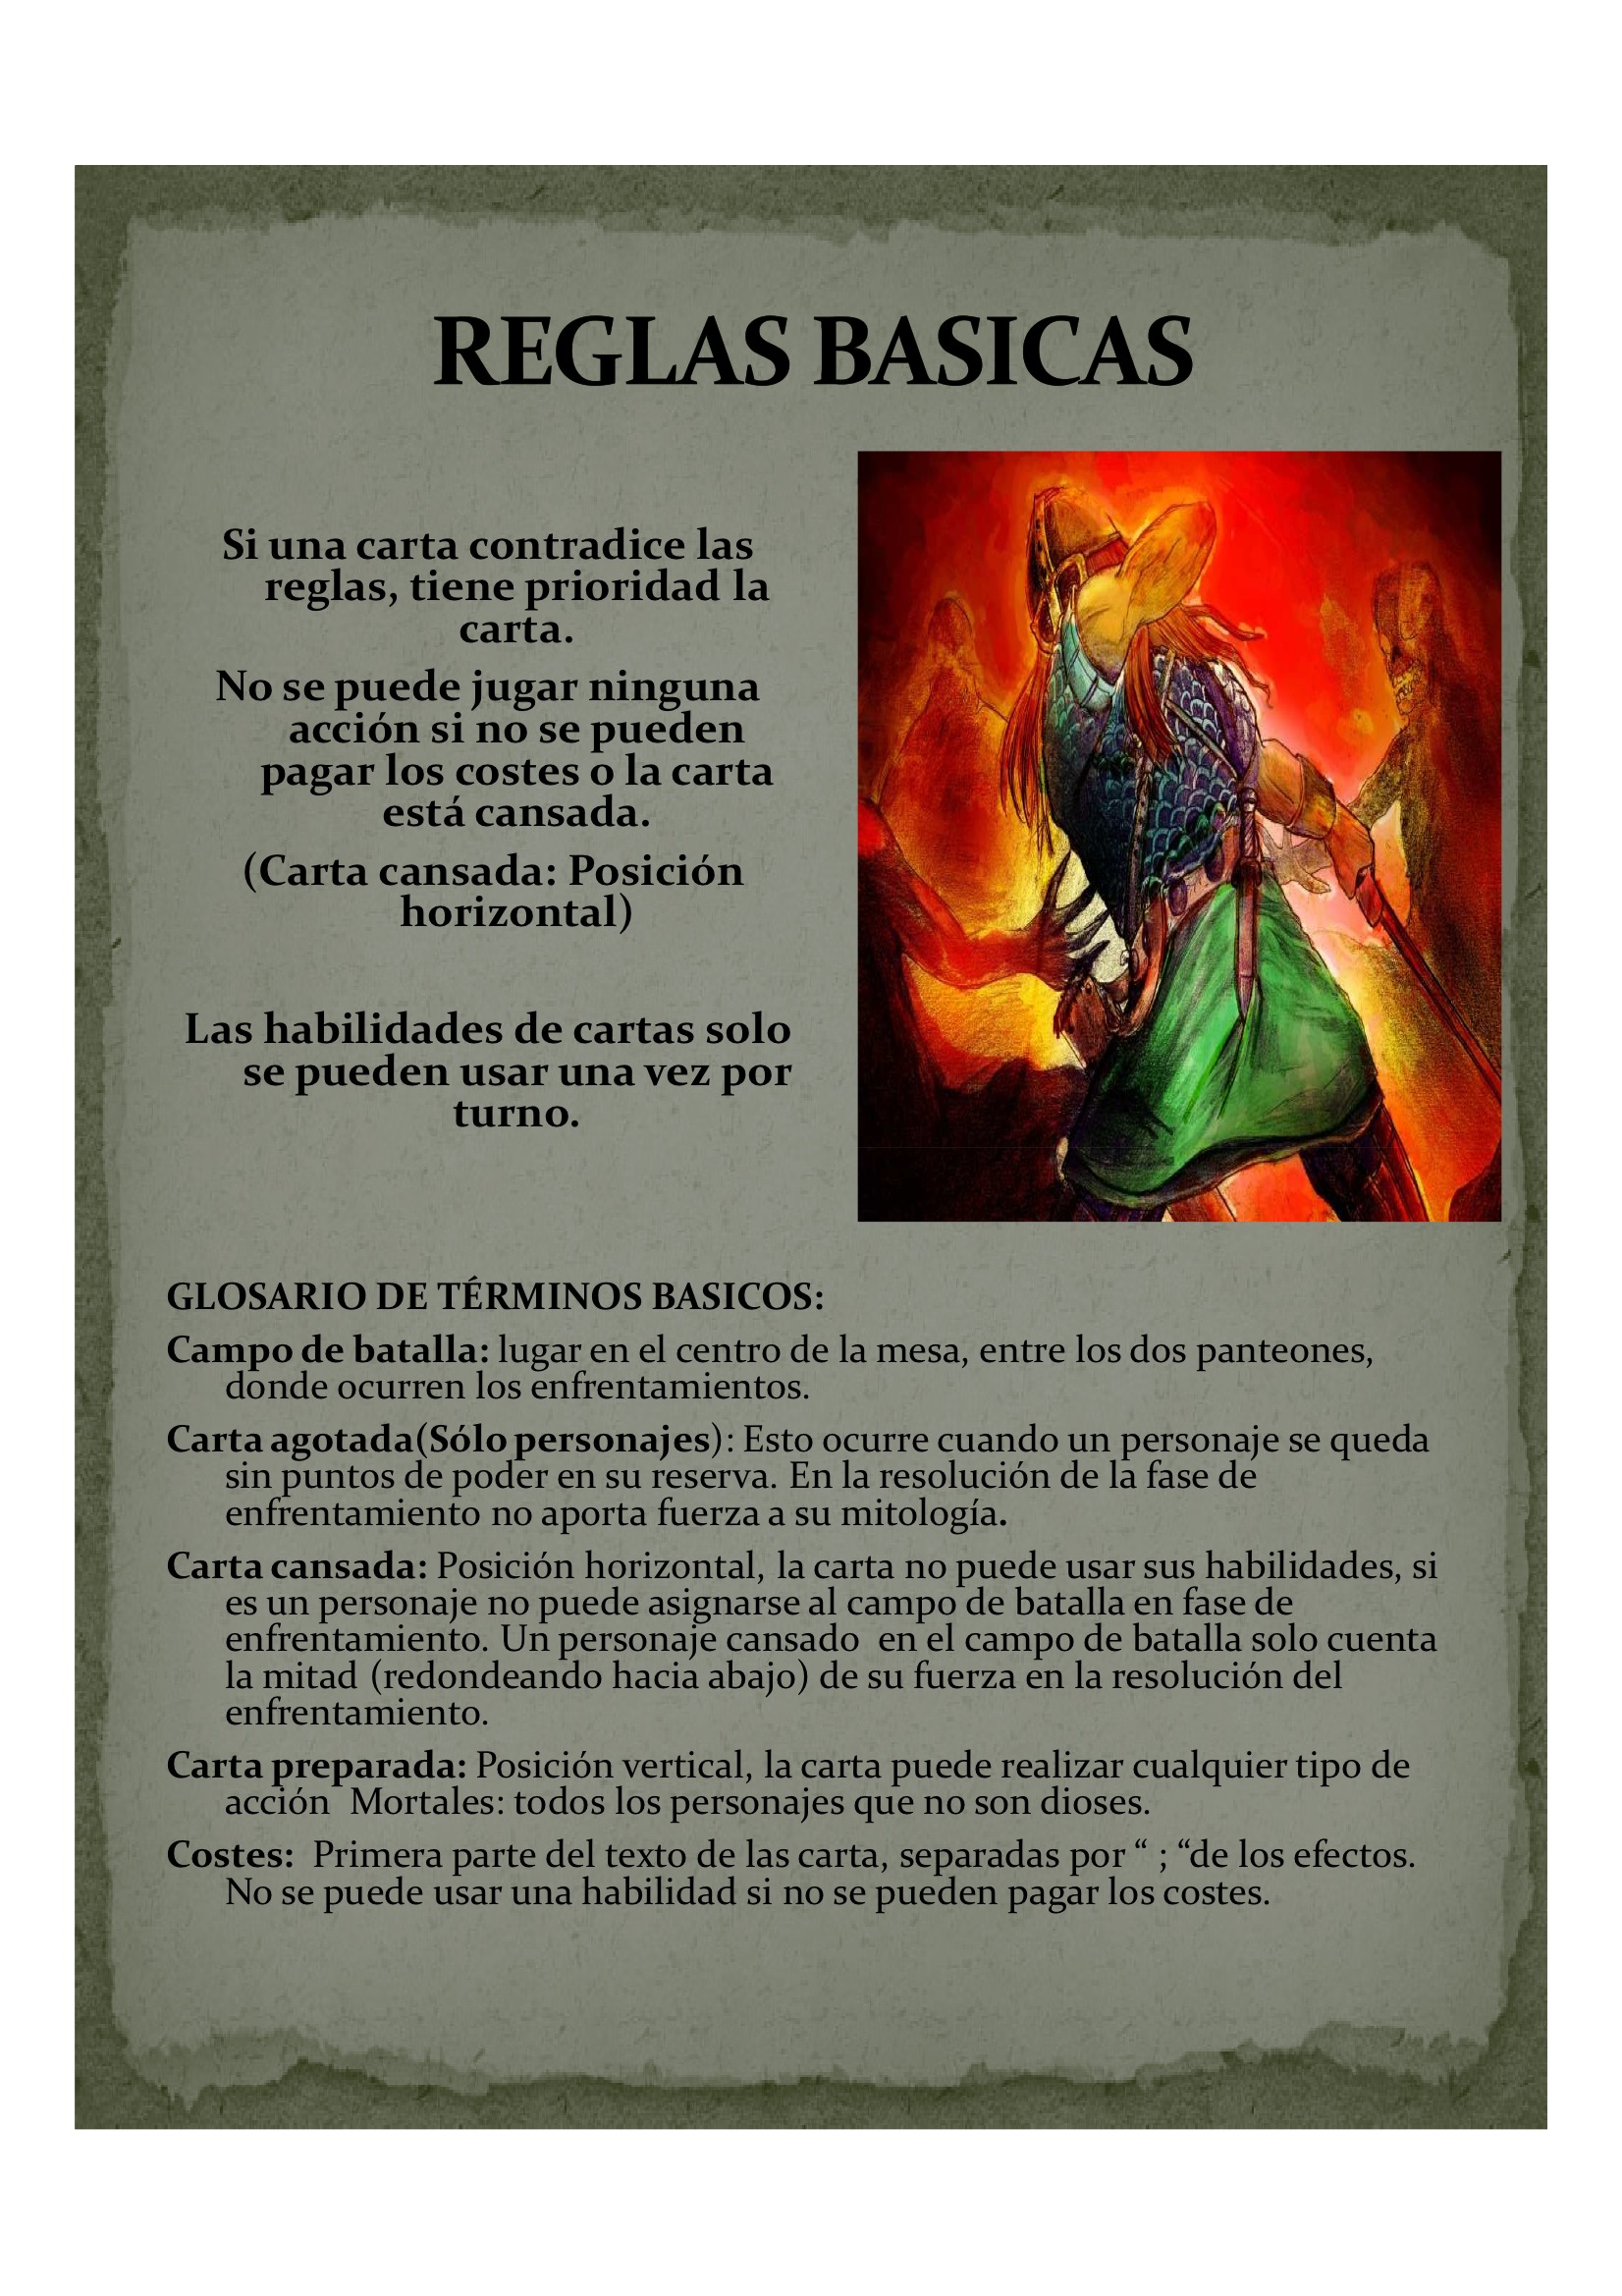 REGLAS BASICAS
Si una carta contradice las
reglas, tiene prioridad la
carta.
No se puede jugar ninguna
acción si no se pueden
pagar los costes o la carta
está cansada.
(Carta cansada: Posición
horizontal)
Las habilidades de cartas solo
se pueden usar una vez por
turno.
GLOSARIO DE TÉRMINOS BASICOS:
Campo de batalla: lugar en el centro de la mesa, entre los dos panteones,
donde ocurren los enfrentamientos.
Carta agotada(Sólo personajes): Esto ocurre cuando un personaje se queda
sin puntos de poder en su reserva. En la resolución de la fase de
enfrentamiento no aporta fuerza a su mitología.
Carta cansada: Posición horizontal, la carta no puede usar sus habilidades, si
es un personaje no puede asignarse al campo de batalla en fase de
enfrentamiento. Un personaje cansado  en el campo de batalla solo cuenta
la mitad (redondeando hacia abajo) de su fuerza en la resolución del
enfrentamiento.
Carta preparada: Posición vertical, la carta puede realizar cualquier tipo de
acción  Mortales: todos los personajes que no son dioses.
Costes:  Primera parte del texto de las carta, separadas por “ ; “de los efectos.
No se puede usar una habilidad si no se pueden pagar los costes.